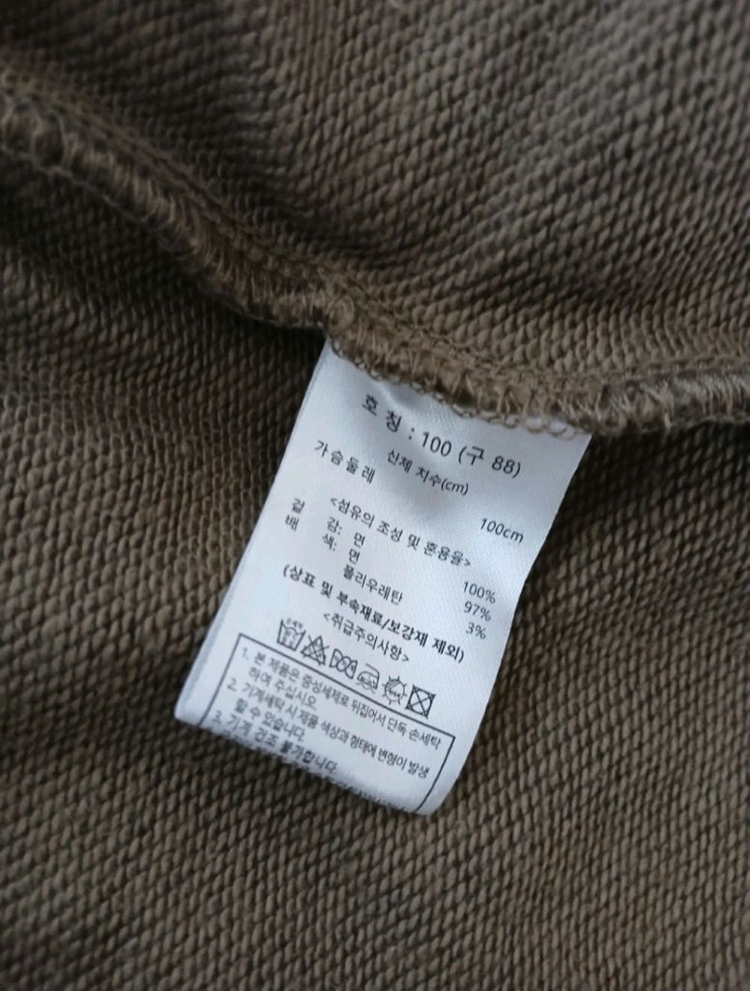 호 칭 : 100 (구 88)
신체 치수(cm)
가슴둘레 100cm
<섬유의 조성 및 혼용율>
겉 감: 면 100%
배 색: 면 97%
폴리우레탄 3%
(상표 및 부속재료/보강재 제외)
<취급주의사항>
1. 본 제품은 중성세제로 뒤집어서 단독 손세탁
하여 주십시오
2. 기계세탁 시 제품 색상과 형태에 변형이 발생
할 수 있습니다.
3. 기계 건조 불가합니다.